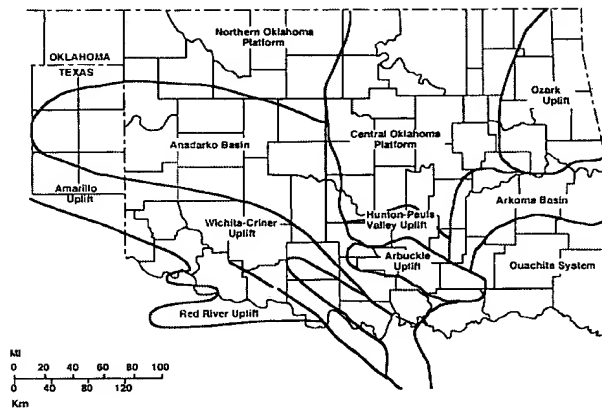 Northern Oklahoma
Platform
OKLAHOMA
TEXAS
Ozark
Uplift
Anadarko Basin
Central Oklahoma
Platform
Amarillo
Uplift
Arkoma Basin
Wichita-Criner
Uplift
Hunton-Pauls
Valley Uplift
Arbuckle
Uplift
Ouachita System
Red River Uplift
MI
0 20 40 60 80 100
0 40 80 120
Km